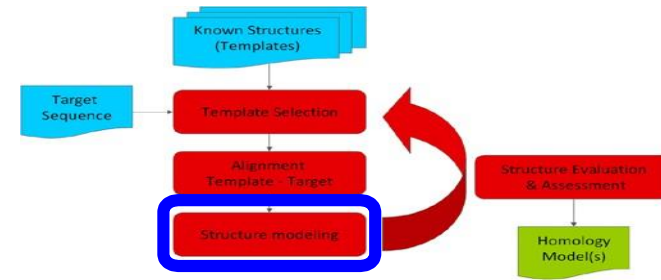 Known Structures
(Templates)
Target
Sequence
Template Selection
Alignment
Template - Target
Structure modeling
Structure Evaluation
& Assessment
Homology
Model(s)